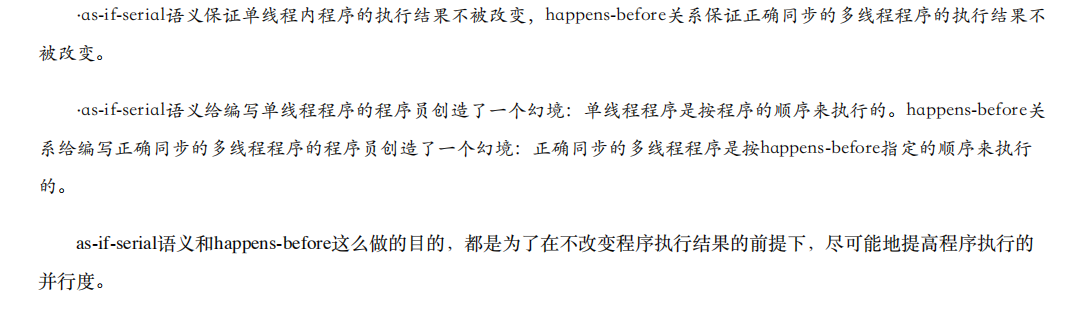 ·as-if-serial语义保证单线程内程序的执行结果不被改变，happens-before关系保证正确同步的多线程程序的执行结果不
被改变。
·as-if-serial语义给编写单线程程序的程序员创造了一个幻境：单线程程序是按程序的顺序来执行的。happens-before关
系给编写正确同步的多线程程序的程序员创造了一个幻境：正确同步的多线程程序是按happens-before指定的顺序来执行
的。
as-if-serial语义和happens-before这么做的目的，都是为了在不改变程序执行结果的前提下，尽可能地提高程序执行的
并行度。